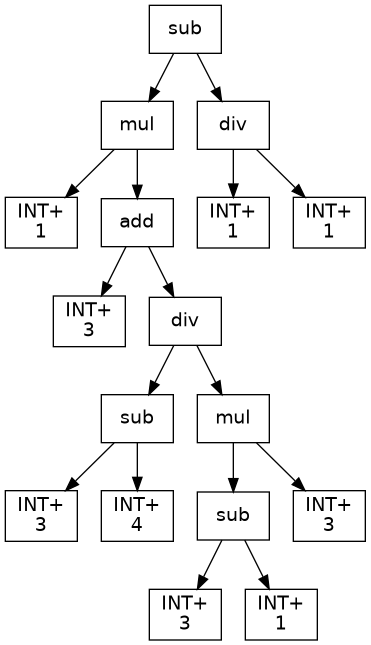 sub
mul
div
INT+
1
add
INT+
1
INT+
1
INT+
3
div
sub
mul
INT+
3
INT+
4
sub
INT+
3
INT+
3
INT+
1